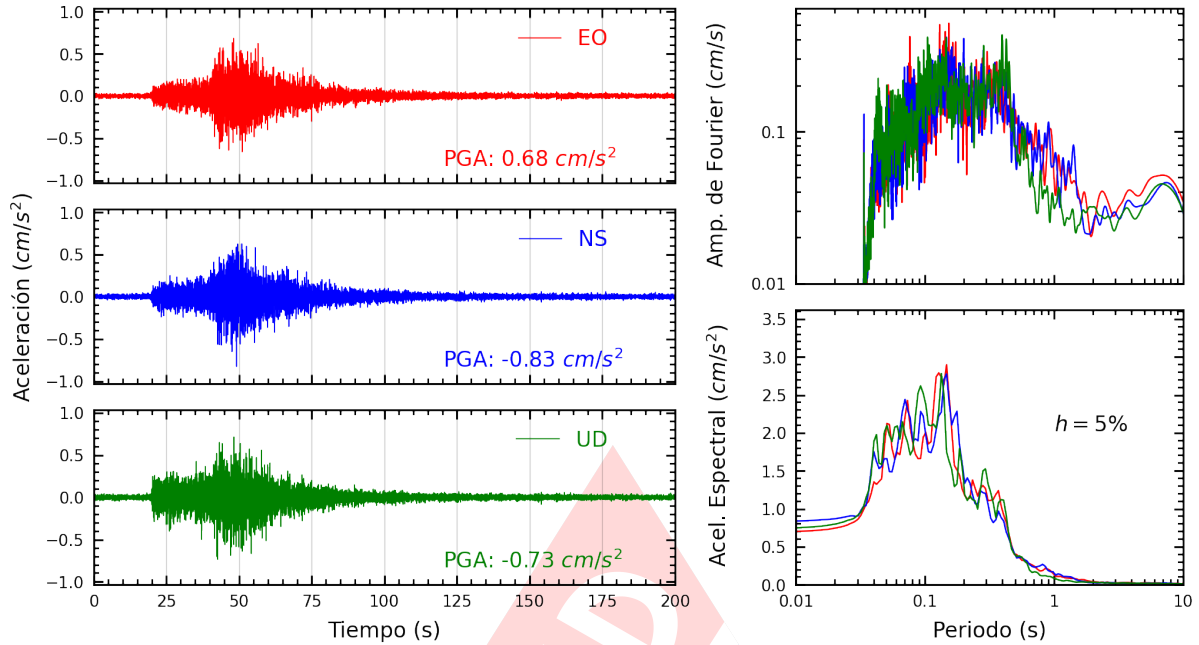 Aceleración (cm/s²)
1.0
0.5
0.0
−0.5
−1.0
EO
PGA: 0.68 cm/s²
1.0
0.5
0.0
−0.5
−1.0
NS
PGA: -0.83 cm/s²
1.0
0.5
0.0
−0.5
−1.0
UD
PGA: -0.73 cm/s²
0 25 50 75 100 125 150 175 200
Tiempo (s)
Amp. de Fourier (cm/s)
0.1
0.01
Acel. Espectral (cm/s²)
3.5
3.0
2.5
2.0
1.5
1.0
0.5
0.0
h = 5%
0.01 0.1 1 10
Periodo (s)